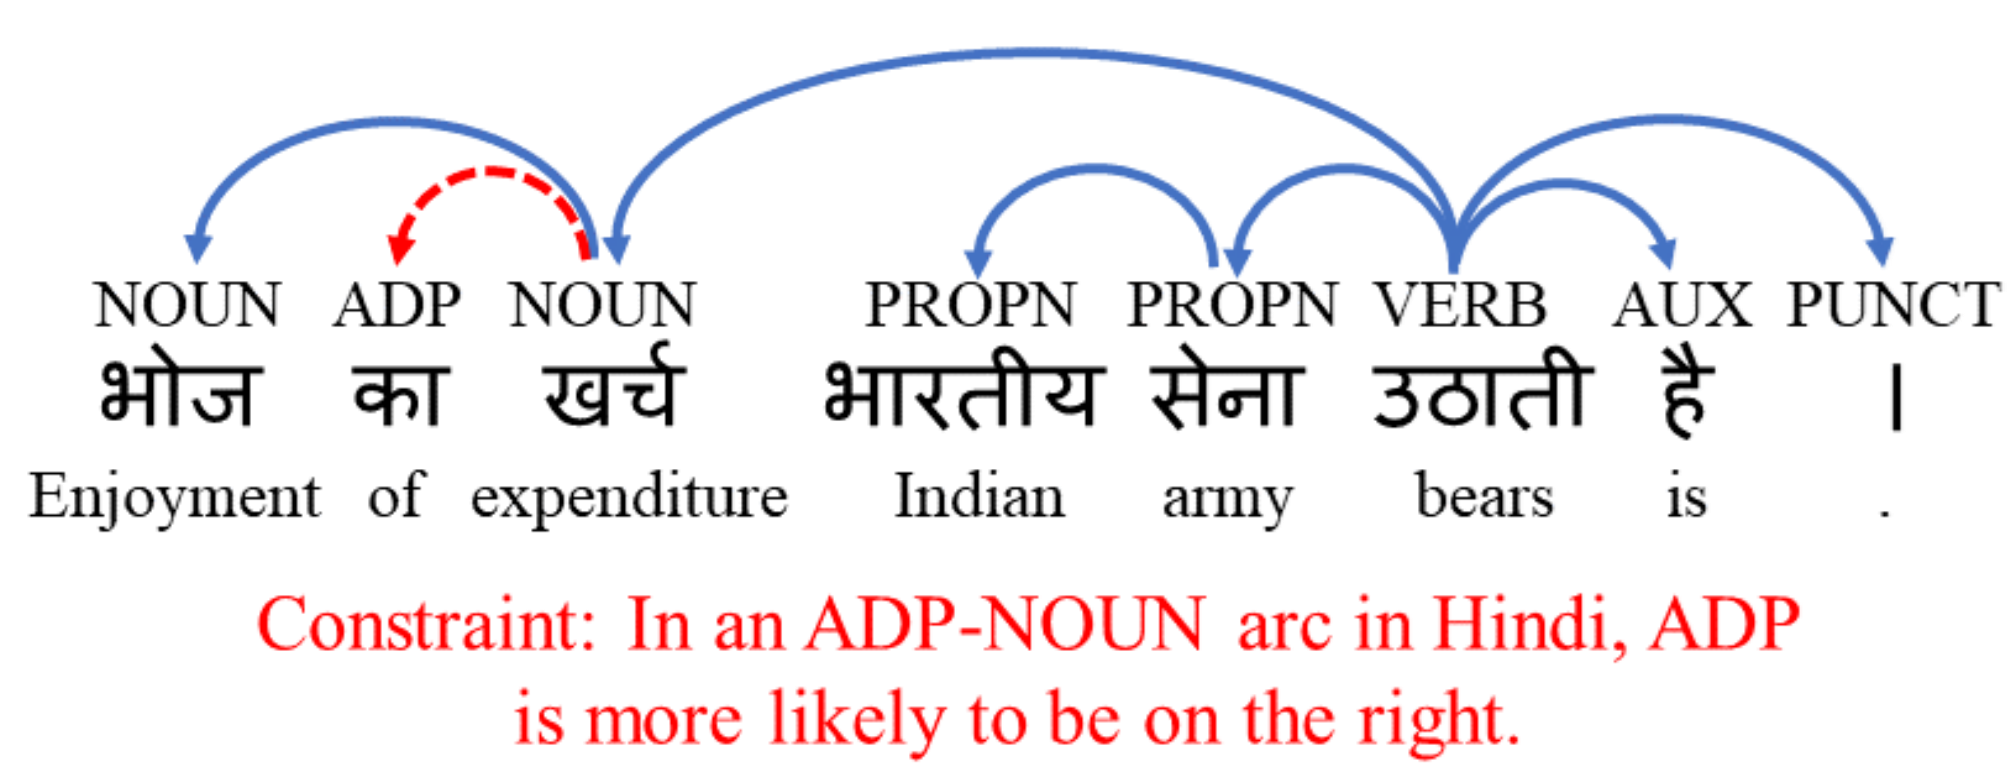 NOUN ADP NOUN PROPN PROPN VERB AUX PUNCT
भोज का खर्च भारतीय सेना उठाती है ।
Enjoyment of expenditure Indian army bears is .
Constraint: In an ADP-NOUN arc in Hindi, ADP
is more likely to be on the right.